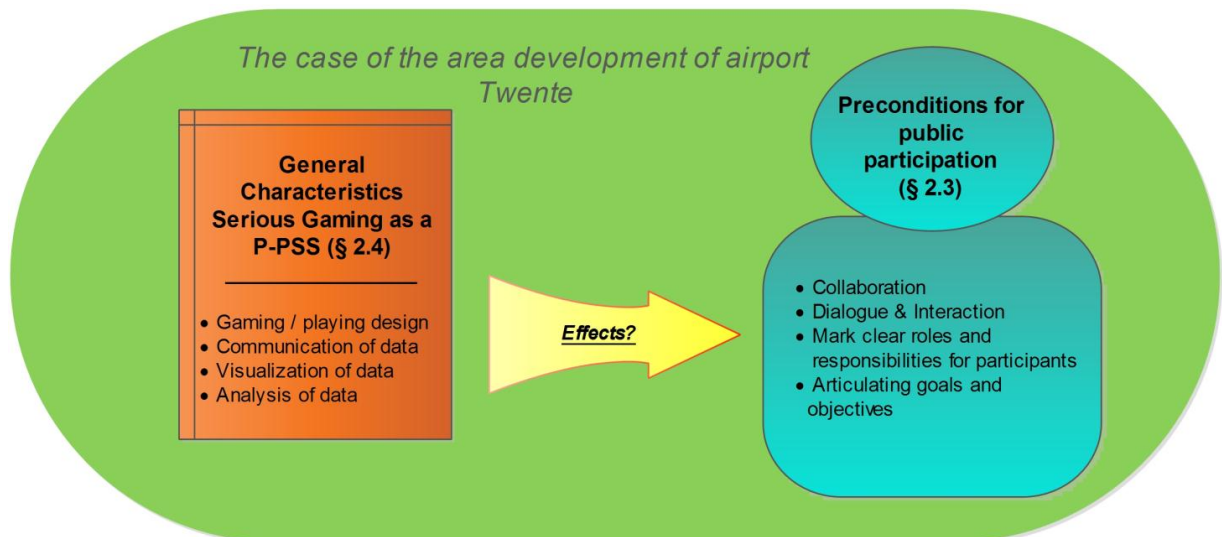 The case of the area development of airport
Twente
General
Characteristics
Serious Gaming as a
P-PSS (§ 2.4)
• Gaming / playing design
• Communication of data
• Visualization of data
• Analysis of data
Effects?
Preconditions for
public
participation
(§ 2.3)
• Collaboration
• Dialogue & Interaction
• Mark clear roles and
responsibilities for participants
• Articulating goals and
objectives